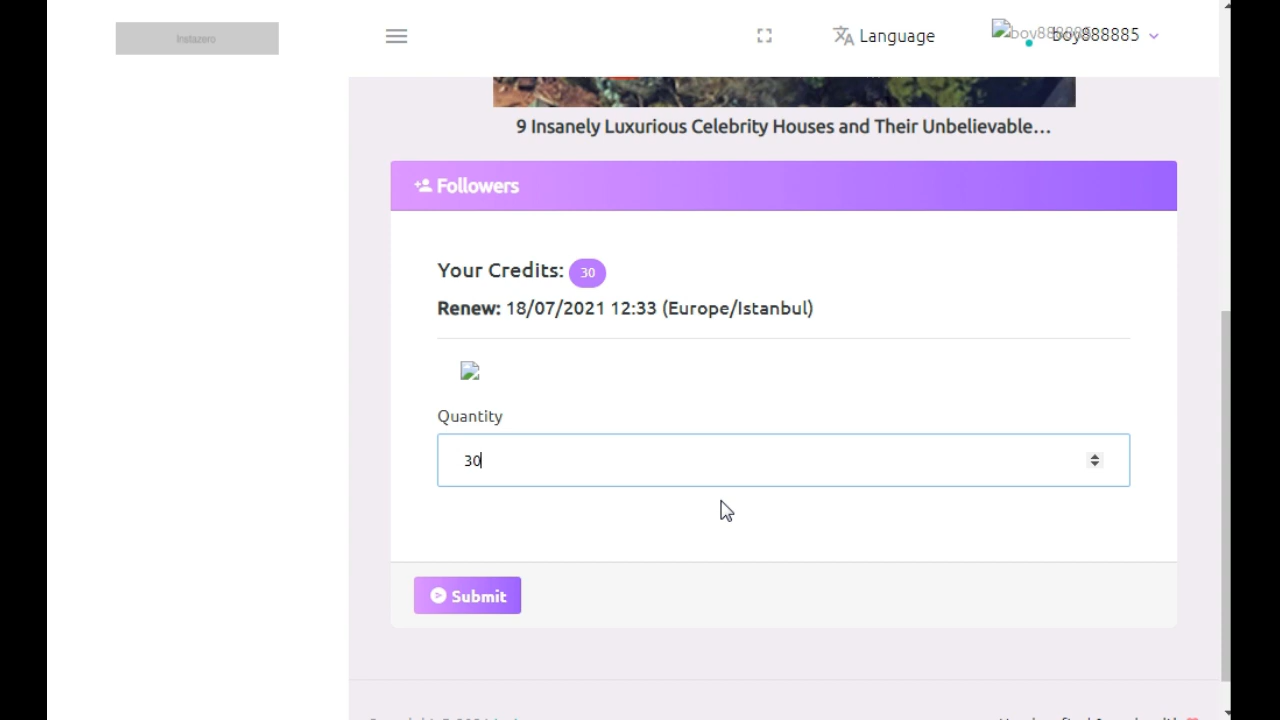 Instazero
Language
boy888885
9 Insanely Luxurious Celebrity Houses and Their Unbelievable...
Followers
Your Credits: 30
Renew: 18/07/2021 12:33 (Europe/Istanbul)
Quantity
30
Submit